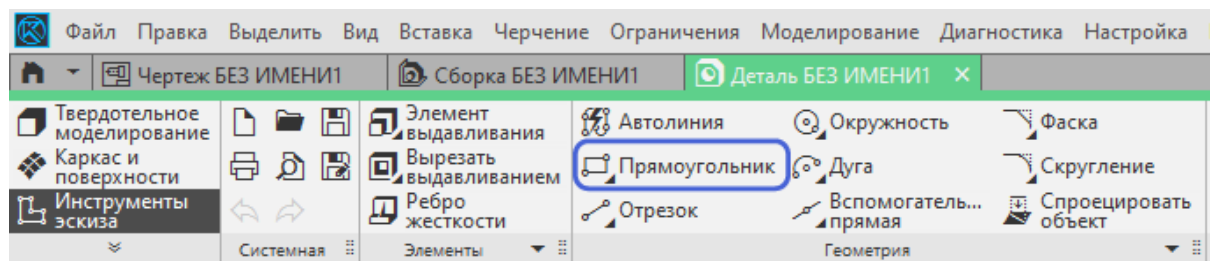 Файл Правка Выделить Вид Вставка Черчение Ограничения Моделирование Диагностика Настройка
Чертеж БЕЗ ИМЕНИ1 Сборка БЕЗ ИМЕНИ1 Деталь БЕЗ ИМЕНИ1
Твердотельное моделирование
Каркас и поверхности
Инструменты эскиза
Системная
Элемент выдавливания
Вырезать выдавливанием
Ребро жесткости
Элементы
Автолиния Окружность Фаска
Прямоугольник Дуга Скругление
Отрезок Вспомогатель... прямая Спроецировать объект
Геометрия